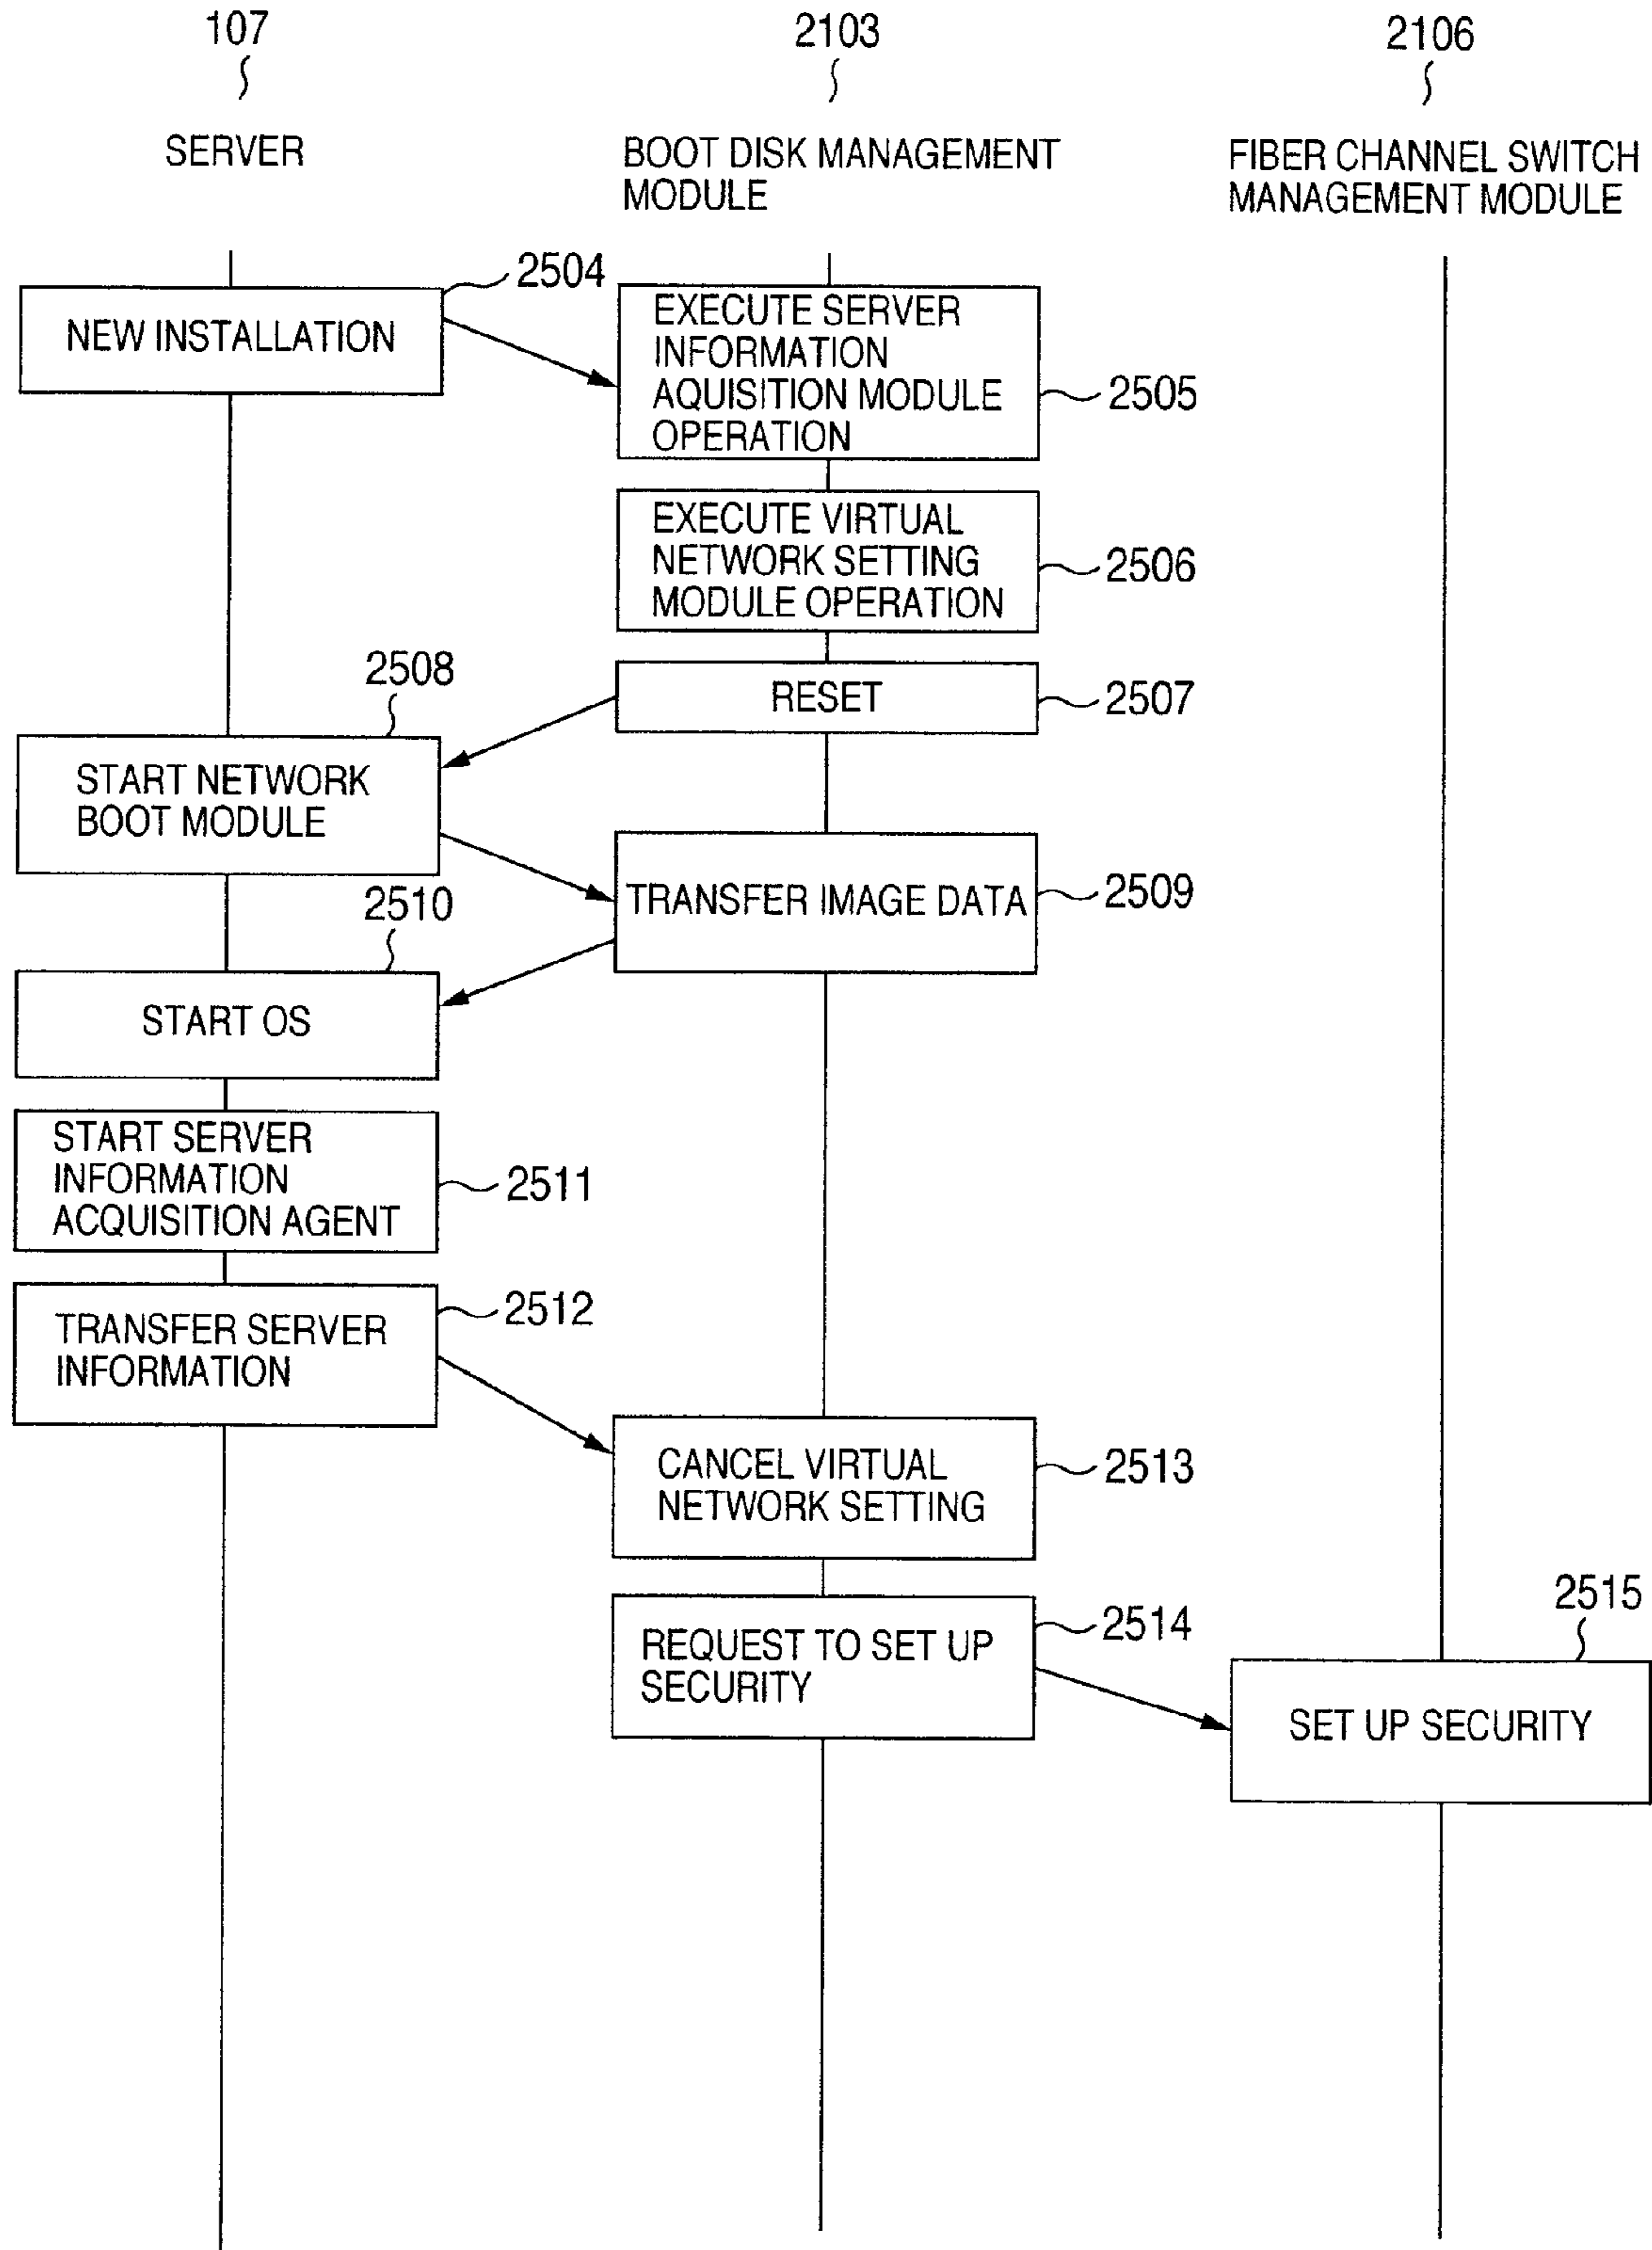 107
2103
2106
SERVER
BOOT DISK MANAGEMENT
MODULE
FIBER CHANNEL SWITCH
MANAGEMENT MODULE
2504
NEW INSTALLATION
EXECUTE SERVER
INFORMATION
AQUISITION MODULE
OPERATION
2505
EXECUTE VIRTUAL
NETWORK SETTING
MODULE OPERATION
2506
RESET
2507
2508
START NETWORK
BOOT MODULE
TRANSFER IMAGE DATA
2509
2510
START OS
START SERVER
INFORMATION
ACQUISITION AGENT
2511
TRANSFER SERVER
INFORMATION
2512
CANCEL VIRTUAL
NETWORK SETTING
2513
REQUEST TO SET UP
SECURITY
2514
2515
SET UP SECURITY